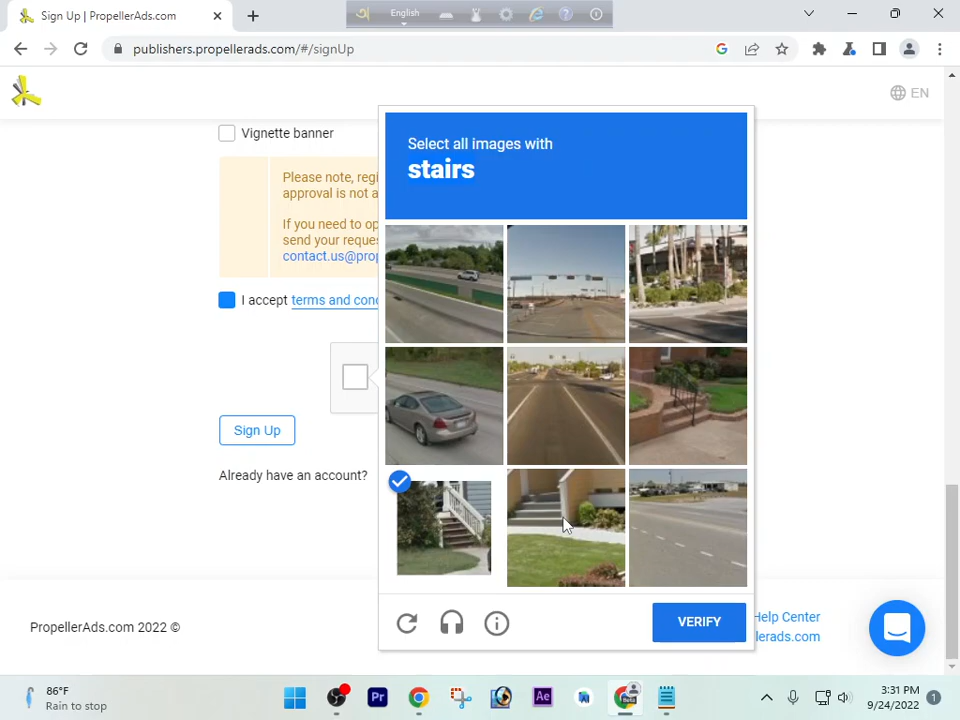 Sign Up | PropellerAds.com
English
publishers.propellerads.com/#/signUp
EN
Vignette banner
Please note, regi
approval is not a
If you need to op
send your reques
contact.us@prop
I accept terms and cond
Sign Up
Already have an account?
Select all images with
stairs
VERIFY
PropellerAds.com 2022 ©
Help Center
lerads.com
86°F
Rain to stop
Pr
Ae
3:31 PM
9/24/2022
1